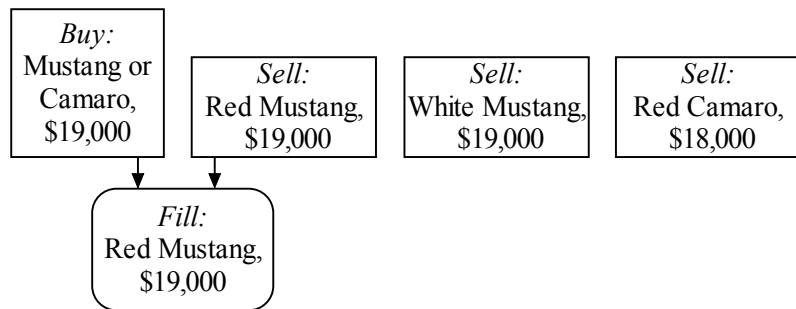 Buy:
Mustang or
Camaro,
$19,000
Sell:
Red Mustang,
$19,000
Sell:
White Mustang,
$19,000
Sell:
Red Camaro,
$18,000
Fill:
Red Mustang,
$19,000